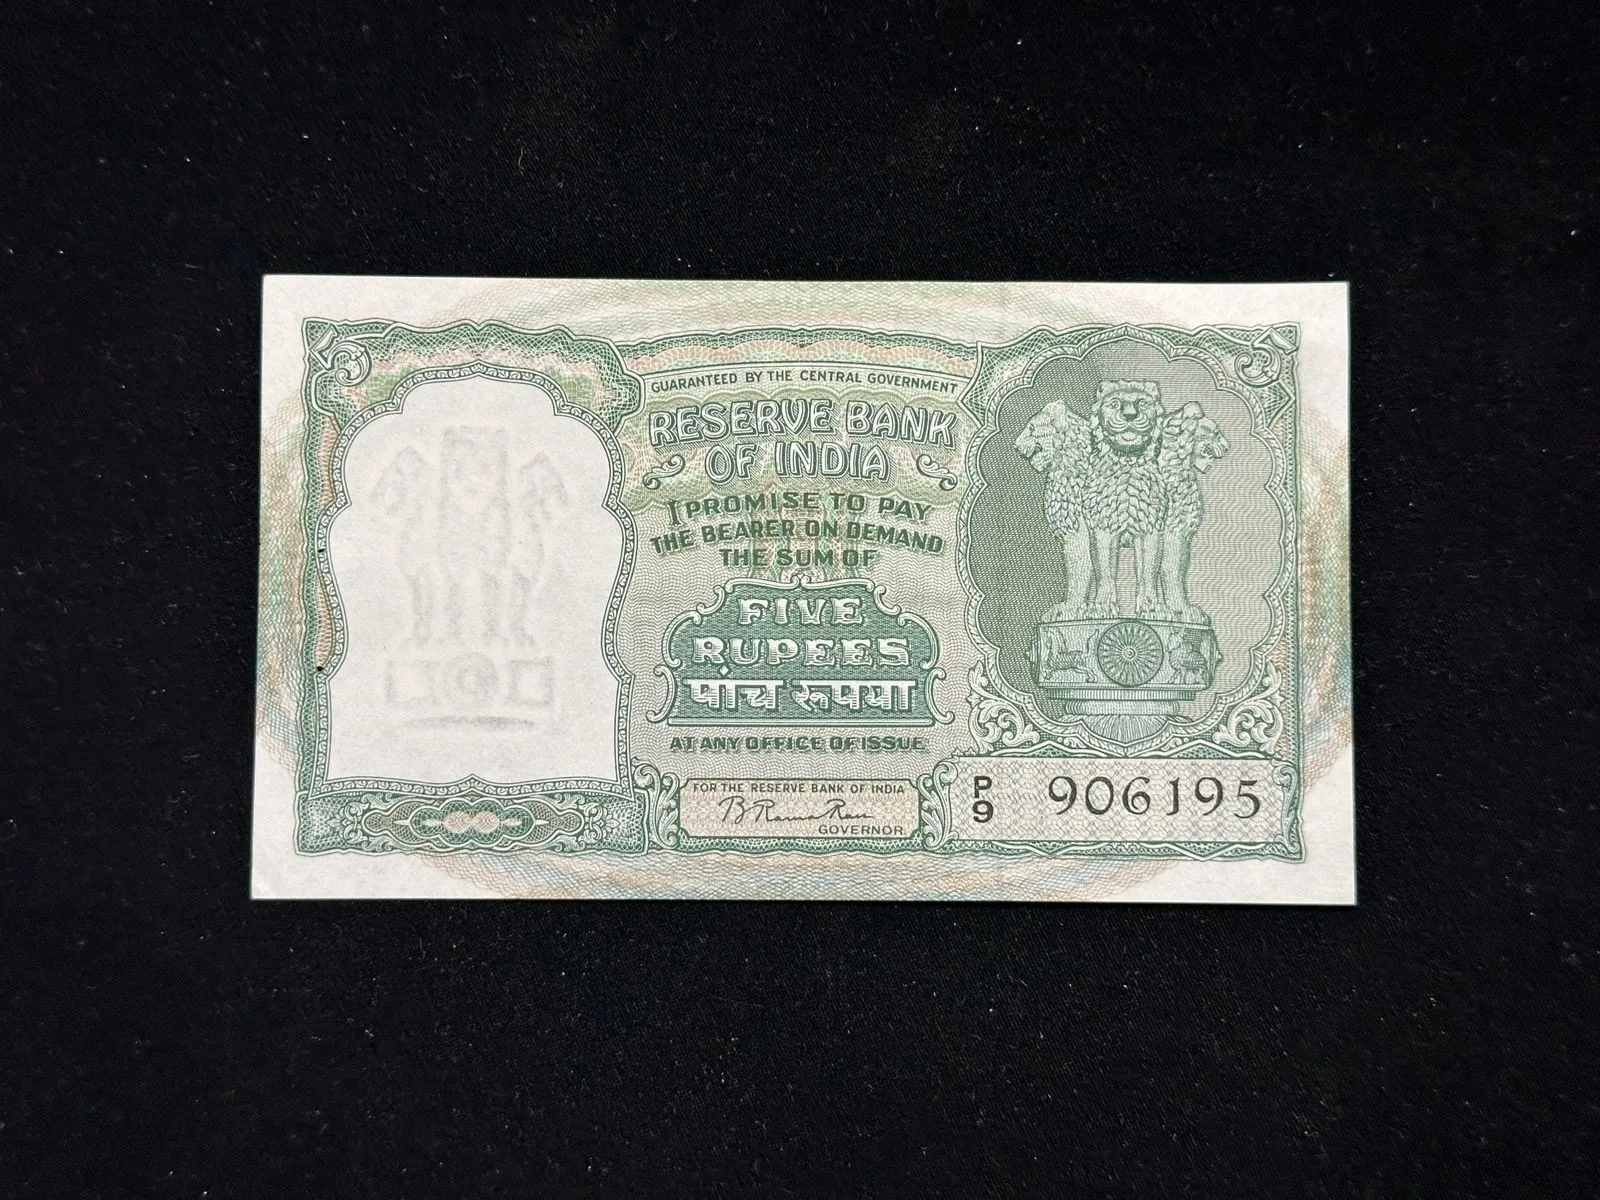 5
5
GUARANTEED BY THE CENTRAL GOVERNMENT
RESERVE BANK
OF INDIA
I PROMISE TO PAY
THE BEARER ON DEMAND
THE SUM OF
FIVE
RUPEES
पांच रूपया
AT ANY OFFICE OF ISSUE
FOR THE RESERVE BANK OF INDIA
B Rama Rau
GOVERNOR
P
9 906195